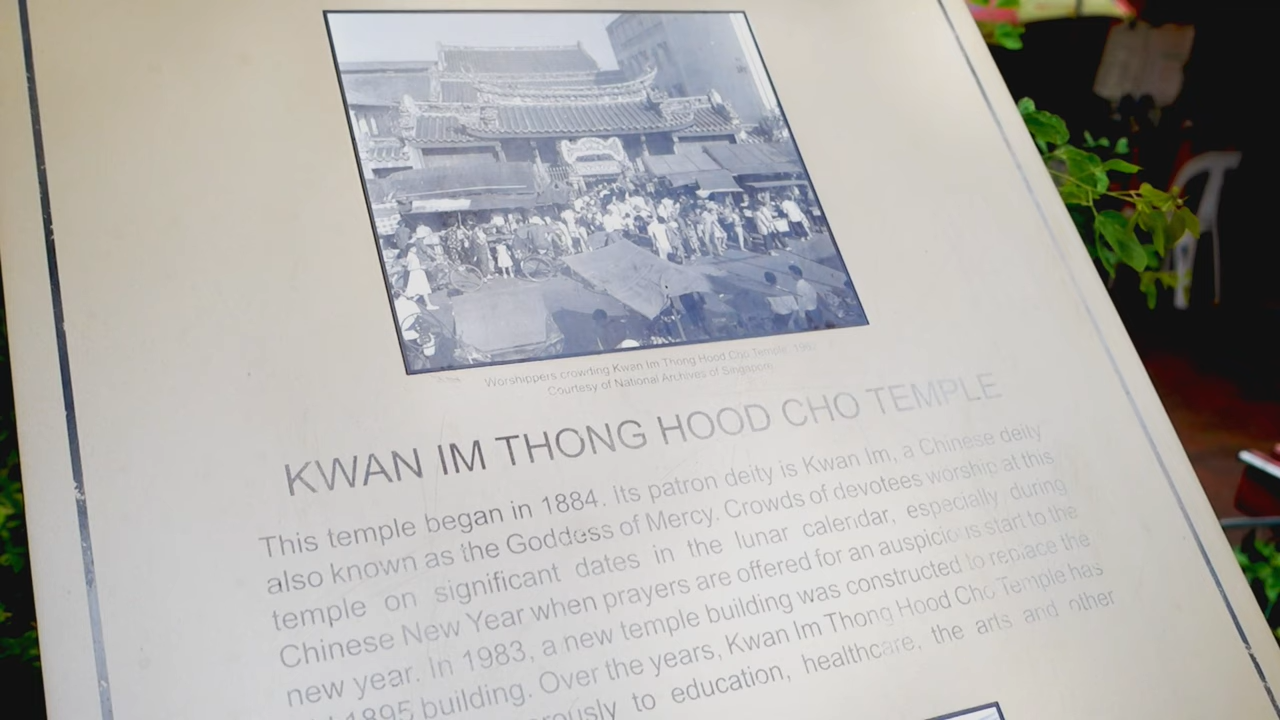 Worshippers crowding Kwan Im Thong Hood Cho Temple, 1962
Courtesy of National Archives of Singapore
KWAN IM THONG HOOD CHO TEMPLE
This temple began in 1884. Its patron deity is Kwan Im, a Chinese deity
also known as the Goddess of Mercy. Crowds of devotees worship at this
temple on significant dates in the lunar calendar, especially during
Chinese New Year when prayers are offered for an auspicious start to the
new year. In 1983, a new temple building was constructed to replace the
1895 building. Over the years, Kwan Im Thong Hood Cho Temple has
to education, healthcare, the arts and other